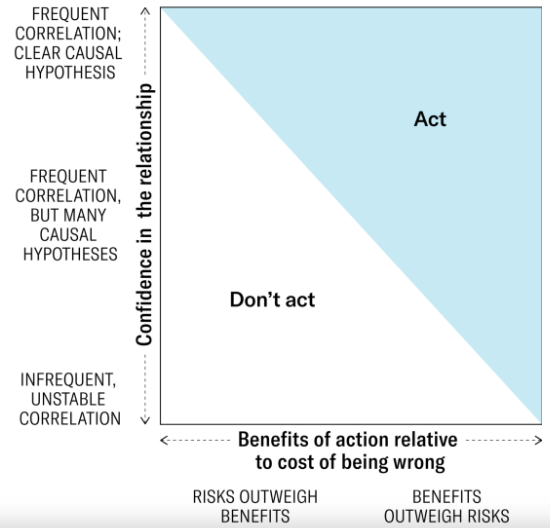 FREQUENT
CORRELATION;
CLEAR CAUSAL
HYPOTHESIS
FREQUENT
CORRELATION,
BUT MANY
CAUSAL
HYPOTHESES
INFREQUENT,
UNSTABLE
CORRELATION
Confidence in the relationship
Act
Don't act
Benefits of action relative
to cost of being wrong
RISKS OUTWEIGH
BENEFITS
BENEFITS
OUTWEIGH RISKS